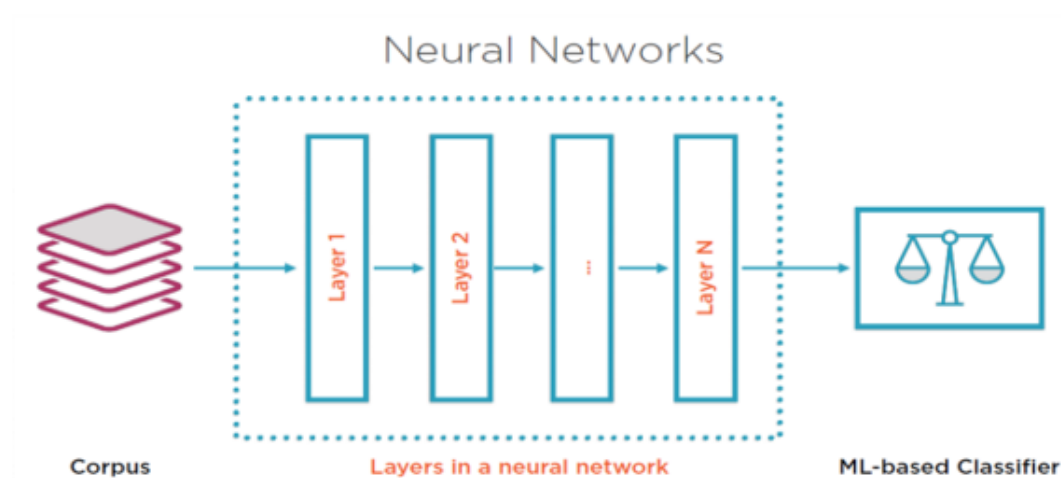 Neural Networks
Layer 1
Layer 2
...
Layer N
Corpus
Layers in a neural network
ML-based Classifier